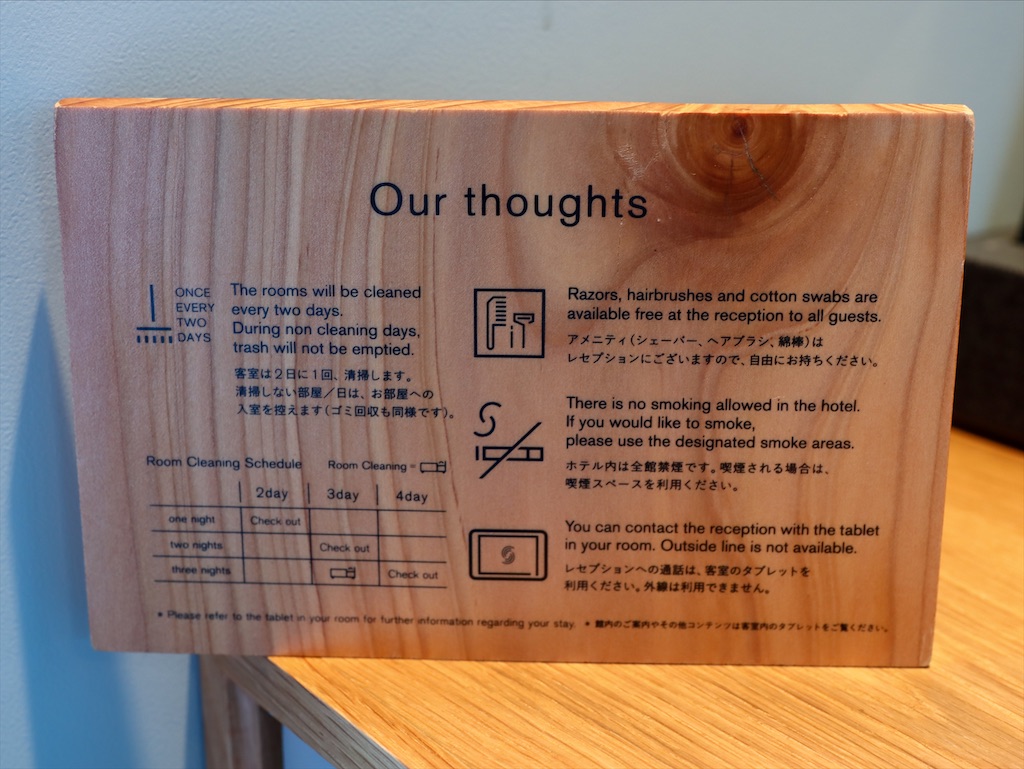 Our thoughts
ONCE
EVERY
TWO
DAYS
The rooms will be cleaned
every two days.
During non cleaning days,
trash will not be emptied.
客室は2日に1回、清掃します。
清掃しない部屋/日は、お部屋への
入室を控えます(ゴミ回収も同様です)。
Room Cleaning Schedule
Room Cleaning =
2day 3day 4day
one night Check out
two nights Check out
three nights Check out
Razors, hairbrushes and cotton swabs are
available free at the reception to all guests.
アメニティ(シェーバー、ヘアブラシ、綿棒)は
レセプションにございますので、自由にお持ちください。
There is no smoking allowed in the hotel.
If you would like to smoke,
please use the designated smoke areas.
ホテル内は全館禁煙です。喫煙される場合は、
喫煙スペースを利用ください。
You can contact the reception with the tablet
in your room. Outside line is not available.
レセプションへの通話は、客室のタブレットを
利用ください。外線は利用できません。
* Please refer to the tablet in your room for further information regarding your stay. * 館内のご案内やその他コンテンツは客室内のタブレットをご覧ください。